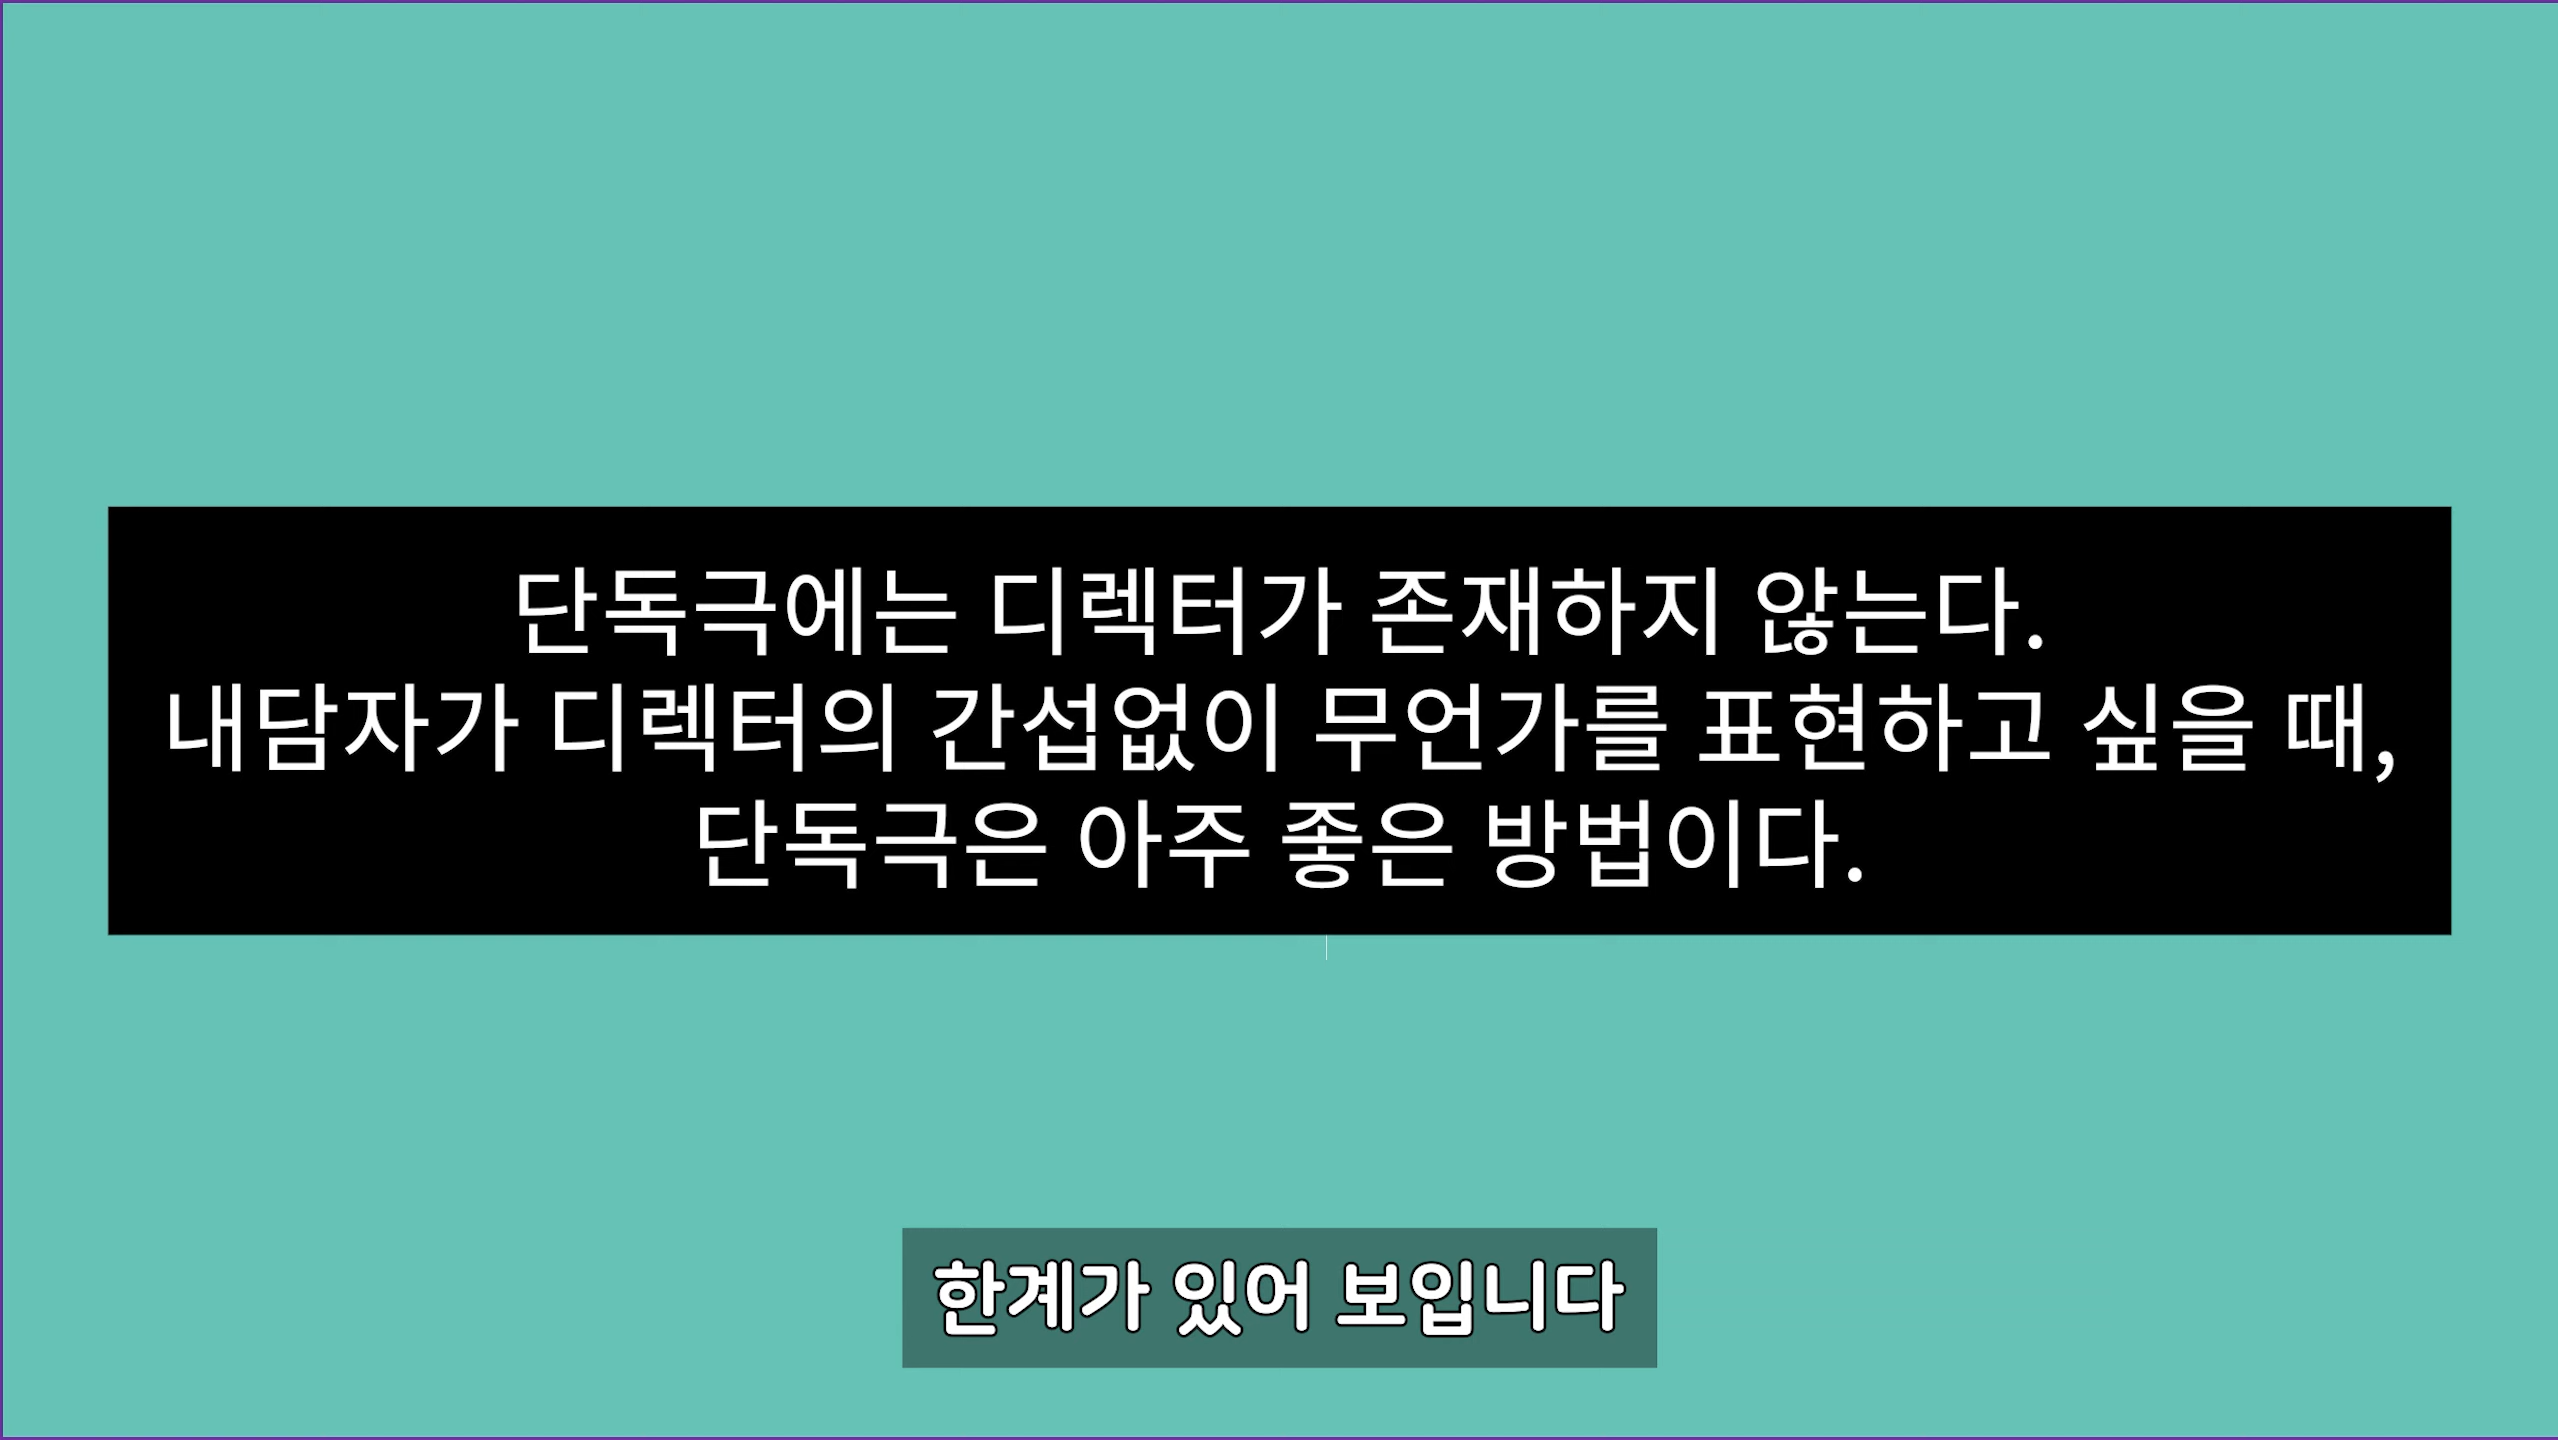 단독극에는 디렉터가 존재하지 않는다.
내담자가 디렉터의 간섭없이 무언가를 표현하고 싶을 때,
단독극은 아주 좋은 방법이다.
한계가 있어 보입니다